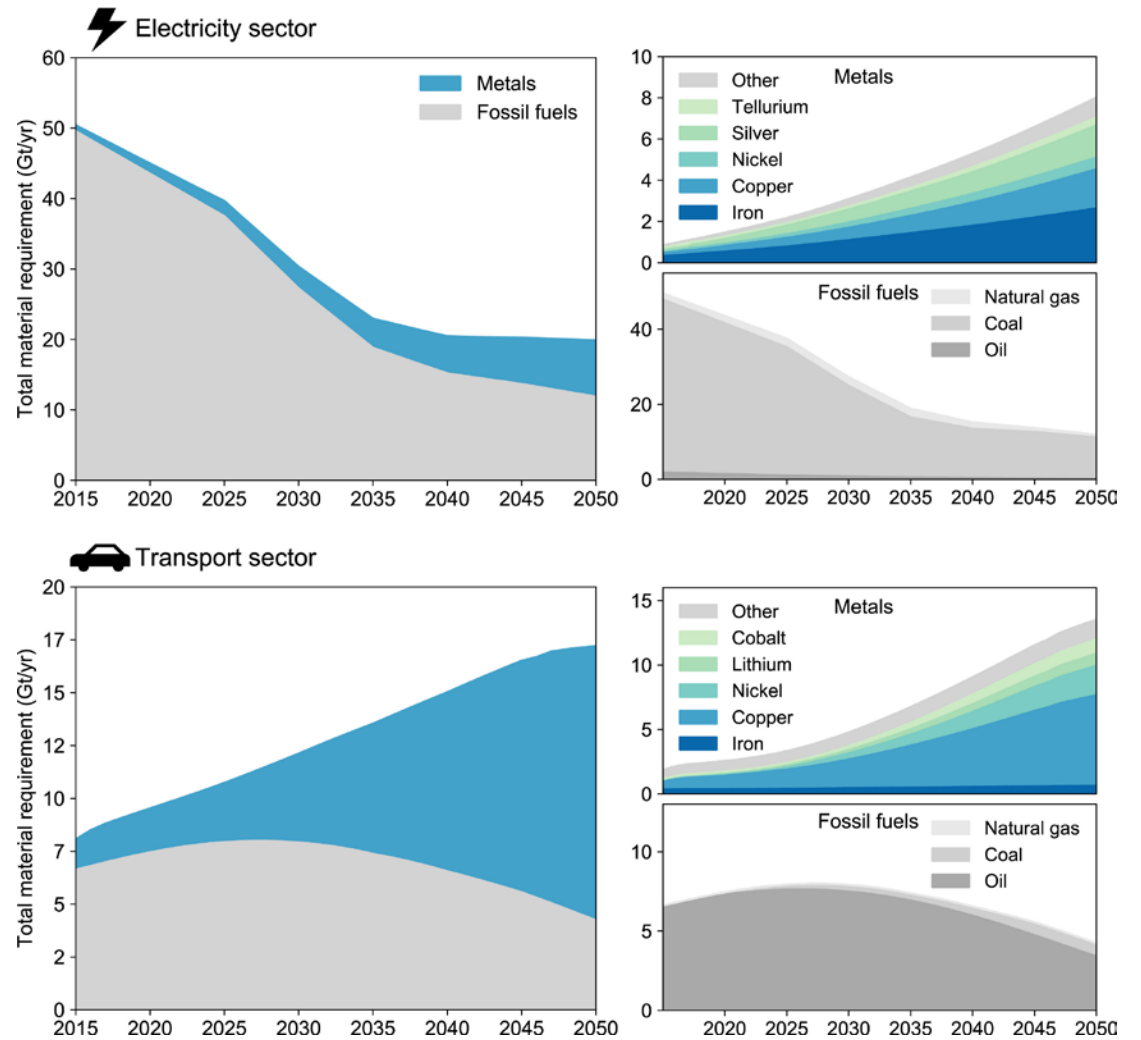 Electricity sector
Total material requirement (Gt/yr)
60
50
40
30
20
10
0
2015 2020 2025 2030 2035 2040 2045 2050
Metals
Fossil fuels
Metals
10
8
6
4
2
0
Other
Tellurium
Silver
Nickel
Copper
Iron
Fossil fuels
40
20
0
Natural gas
Coal
Oil
2020 2025 2030 2035 2040 2045 2050
Transport sector
Total material requirement (Gt/yr)
20
17
15
12
10
7
5
2
0
2015 2020 2025 2030 2035 2040 2045 2050
Metals
15
10
5
0
Other
Cobalt
Lithium
Nickel
Copper
Iron
Fossil fuels
10
5
0
Natural gas
Coal
Oil
2020 2025 2030 2035 2040 2045 2050